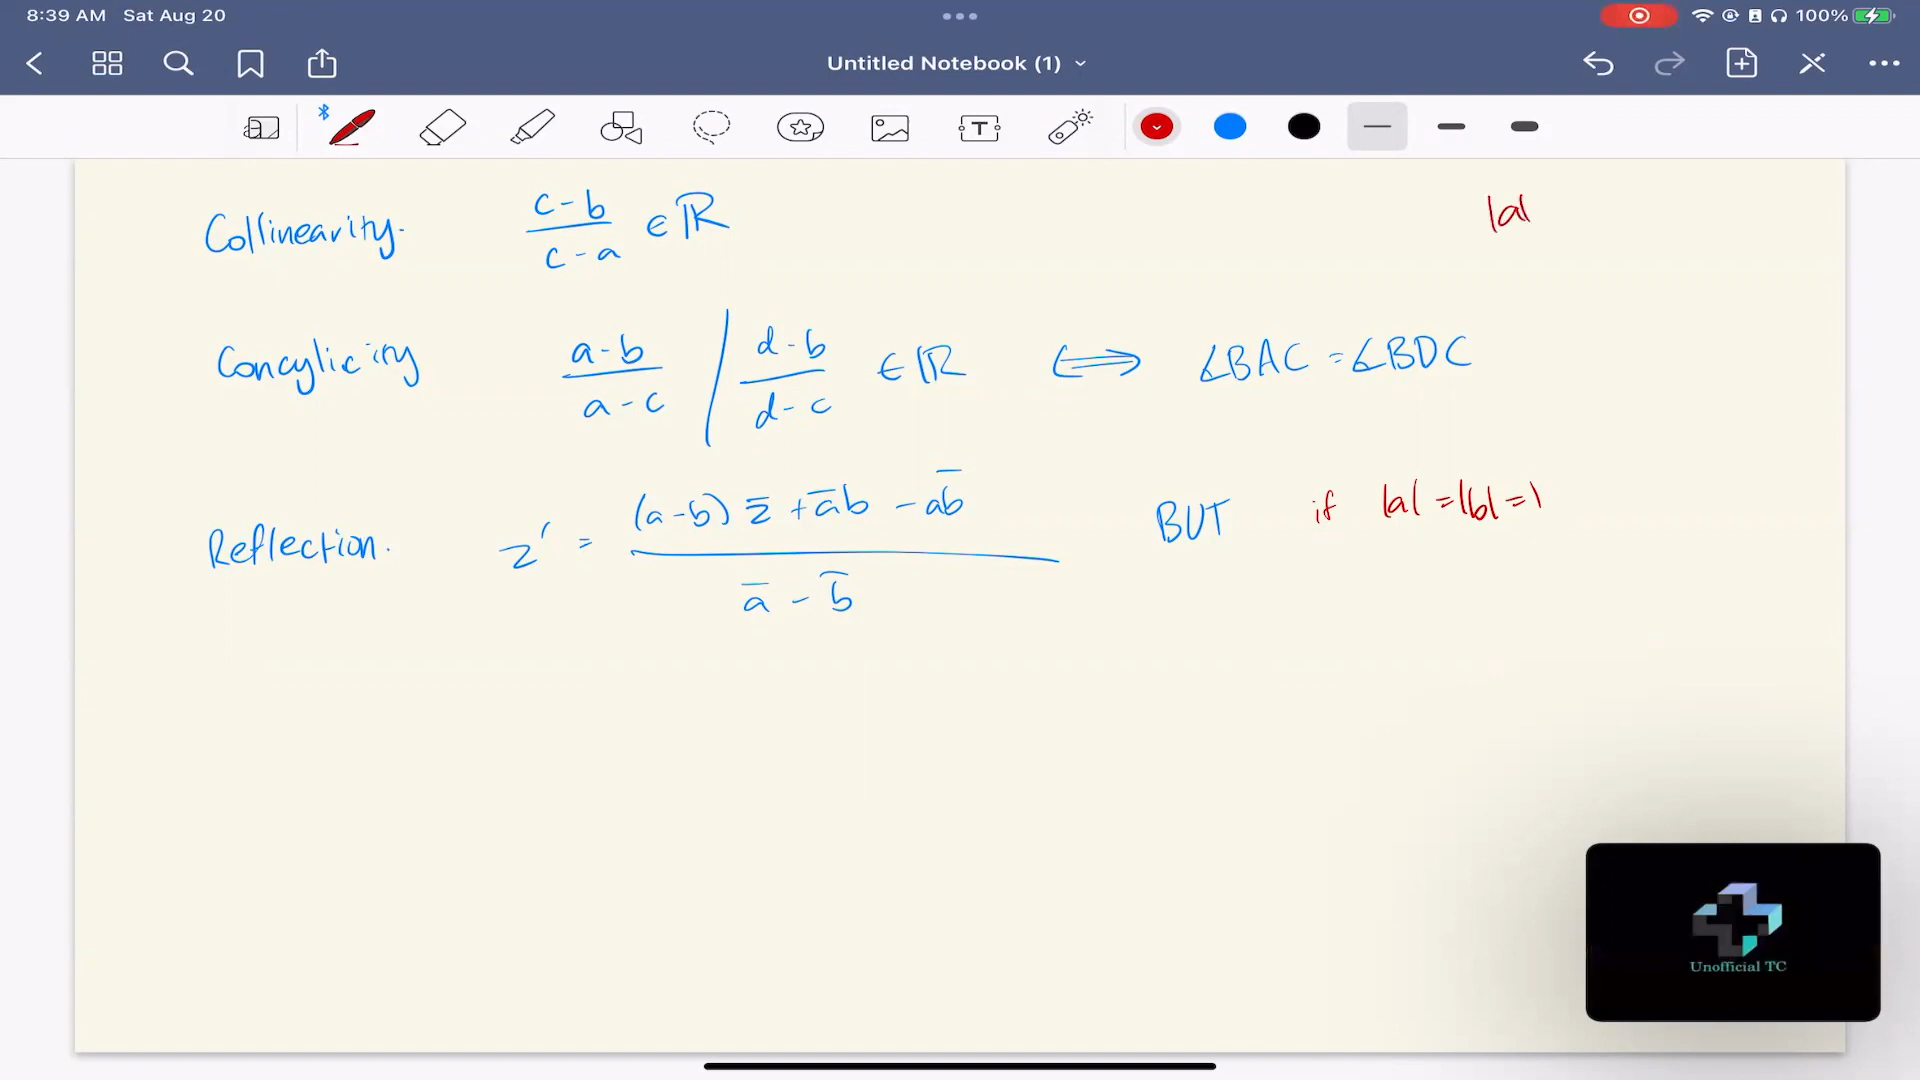 8:39 AM Sat Aug 20
100%
Untitled Notebook (1)
Collinearity. c-b / c-a ∈ ℝ |a|
Concylicity a-b / a-c / d-b / d-c ∈ ℝ ⟺ ∡BAC = ∡BDC
Reflection. z' = (a-b) z̅ + a̅b - ab̅ / a̅ - b̅ BUT if |a| = |b| = 1
Unofficial TC